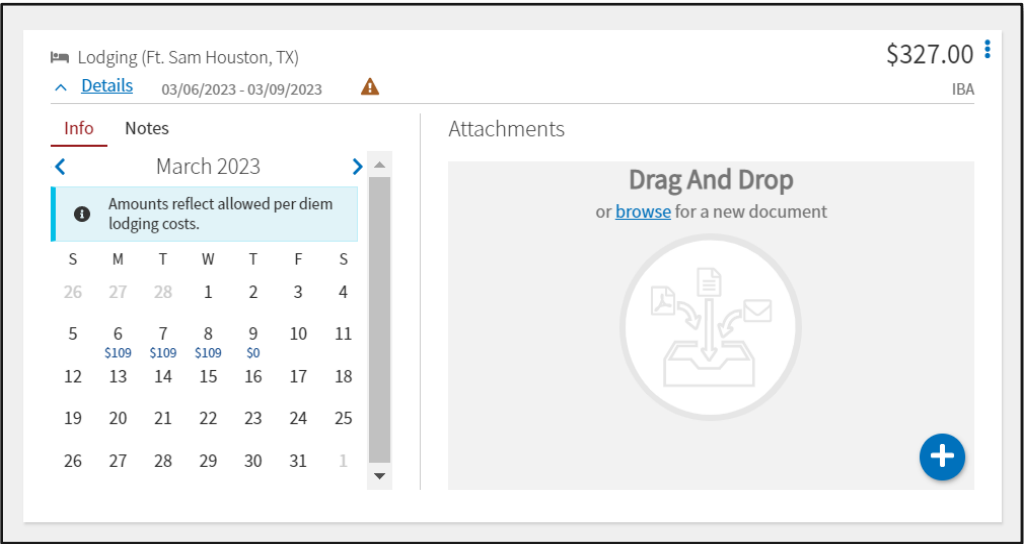 Lodging (Ft. Sam Houston, TX)
$327.00
Details 03/06/2023 - 03/09/2023
IBA
Info Notes
March 2023
Amounts reflect allowed per diem
lodging costs.
S M T W T F S
26 27 28 1 2 3 4
5 6 7 8 9 10 11
$109 $109 $109 $0
12 13 14 15 16 17 18
19 20 21 22 23 24 25
26 27 28 29 30 31 1
Attachments
Drag And Drop
or browse for a new document